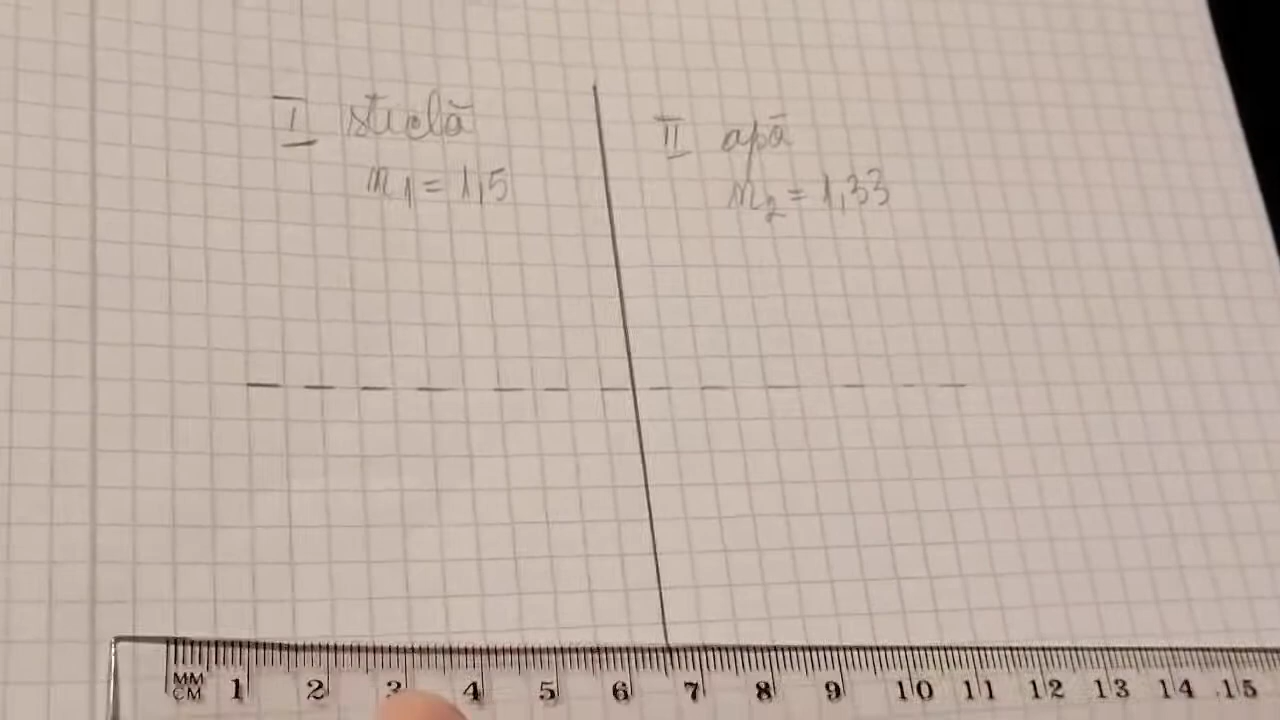 I sticlă
n1 = 1,5
II apă
n2 = 1,33
MM
CM 1 2 3 4 5 6 7 8 9 10 11 12 13 14 15